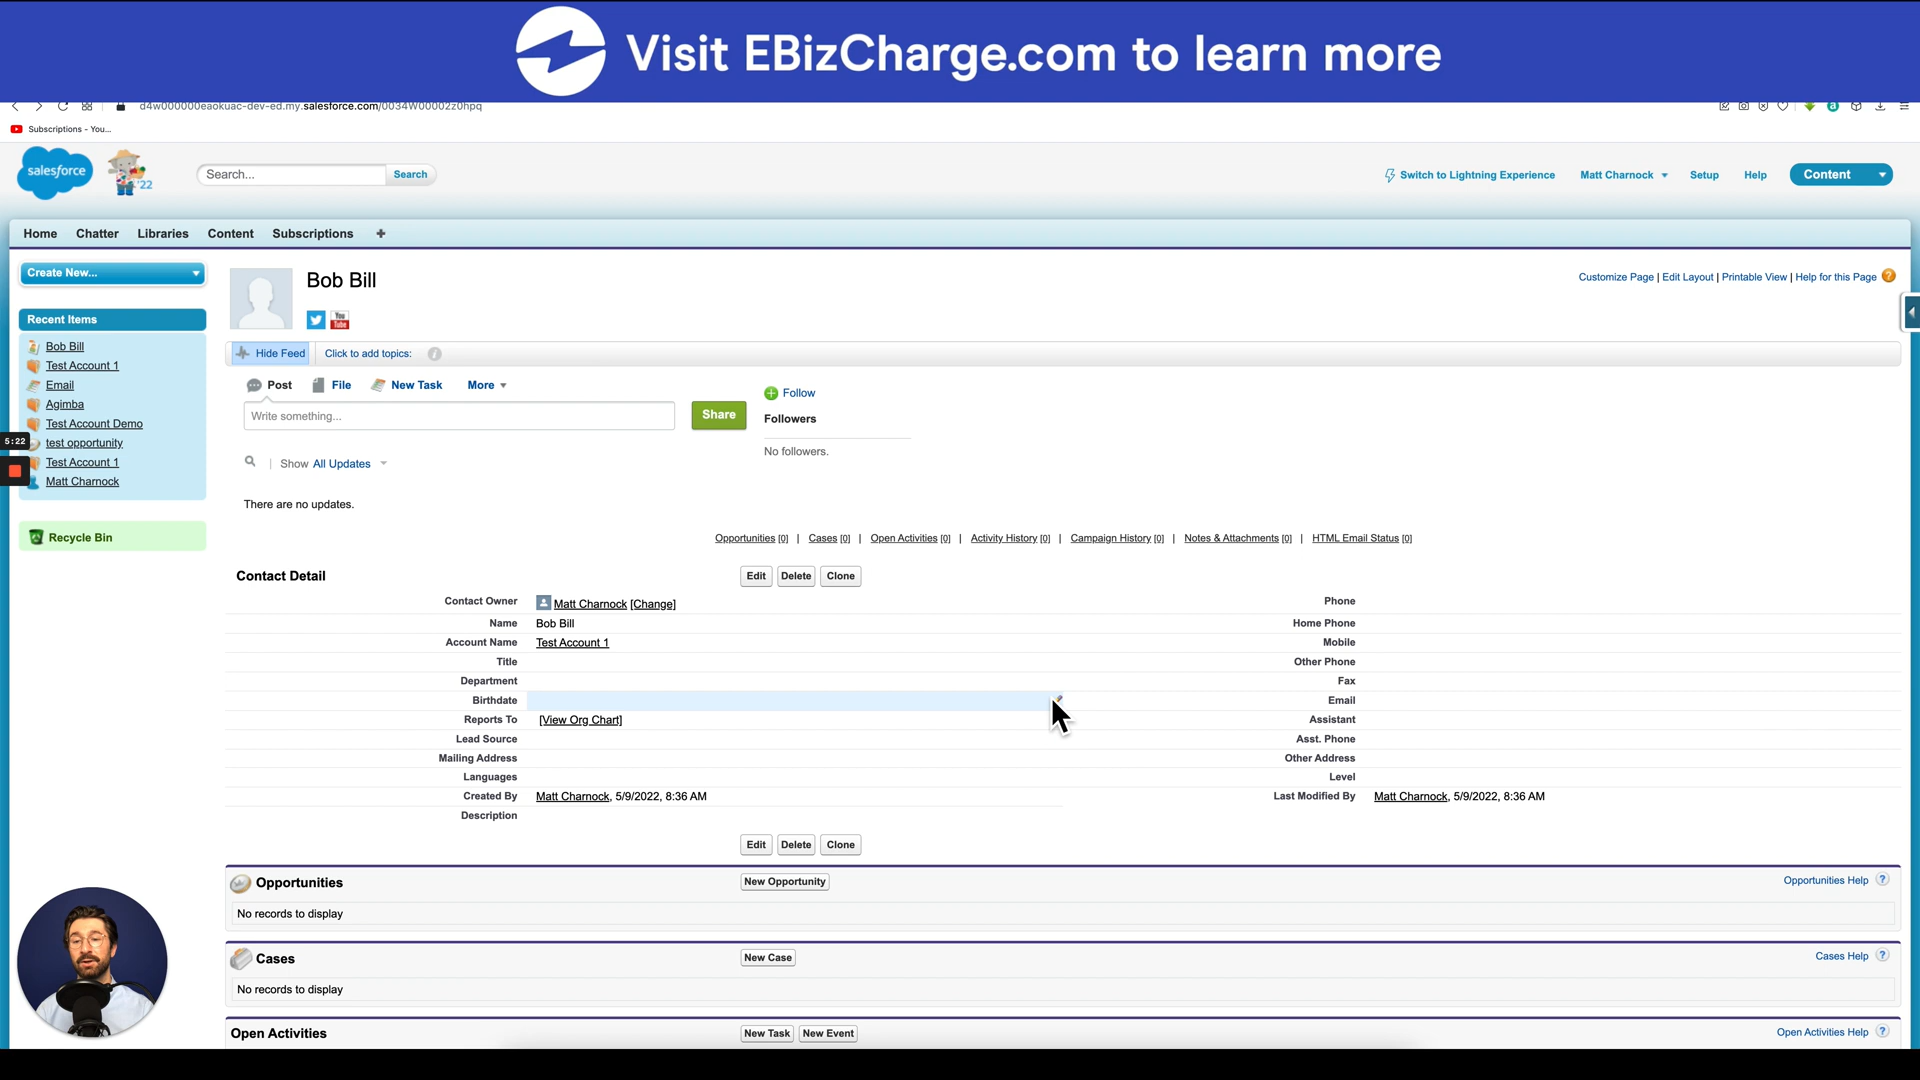 Visit EBizCharge.com to learn more
d4w000000eaokuac-dev-ed.my.salesforce.com/0034W00002z0hpq
Subscriptions - You...
salesforce
'22
Search...
Search
Switch to Lightning Experience
Matt Charnock
Setup
Help
Content
Home
Chatter
Libraries
Content
Subscriptions
+
Create New...
Recent Items
Bob Bill
Test Account 1
Email
Agimba
Test Account Demo
test opportunity
Test Account 1
Matt Charnock
5:22
Recycle Bin
Bob Bill
You Tube
Customize Page | Edit Layout | Printable View | Help for this Page ?
Hide Feed
Click to add topics:
i
Post
File
New Task
More
Write something...
Share
Follow
Followers
No followers.
Show All Updates
There are no updates.
Opportunities [0] | Cases [0] | Open Activities [0] | Activity History [0] | Campaign History [0] | Notes & Attachments [0] | HTML Email Status [0]
Contact Detail
Edit
Delete
Clone
Contact Owner Matt Charnock [Change]
Phone
Name Bob Bill
Home Phone
Account Name Test Account 1
Mobile
Title
Other Phone
Department
Fax
Birthdate
Email
Reports To [View Org Chart]
Assistant
Lead Source
Asst. Phone
Mailing Address
Other Address
Languages
Level
Created By Matt Charnock, 5/9/2022, 8:36 AM
Last Modified By Matt Charnock, 5/9/2022, 8:36 AM
Description
Edit
Delete
Clone
Opportunities
New Opportunity
Opportunities Help ?
No records to display
Cases
New Case
Cases Help ?
No records to display
Open Activities
New Task
New Event
Open Activities Help ?